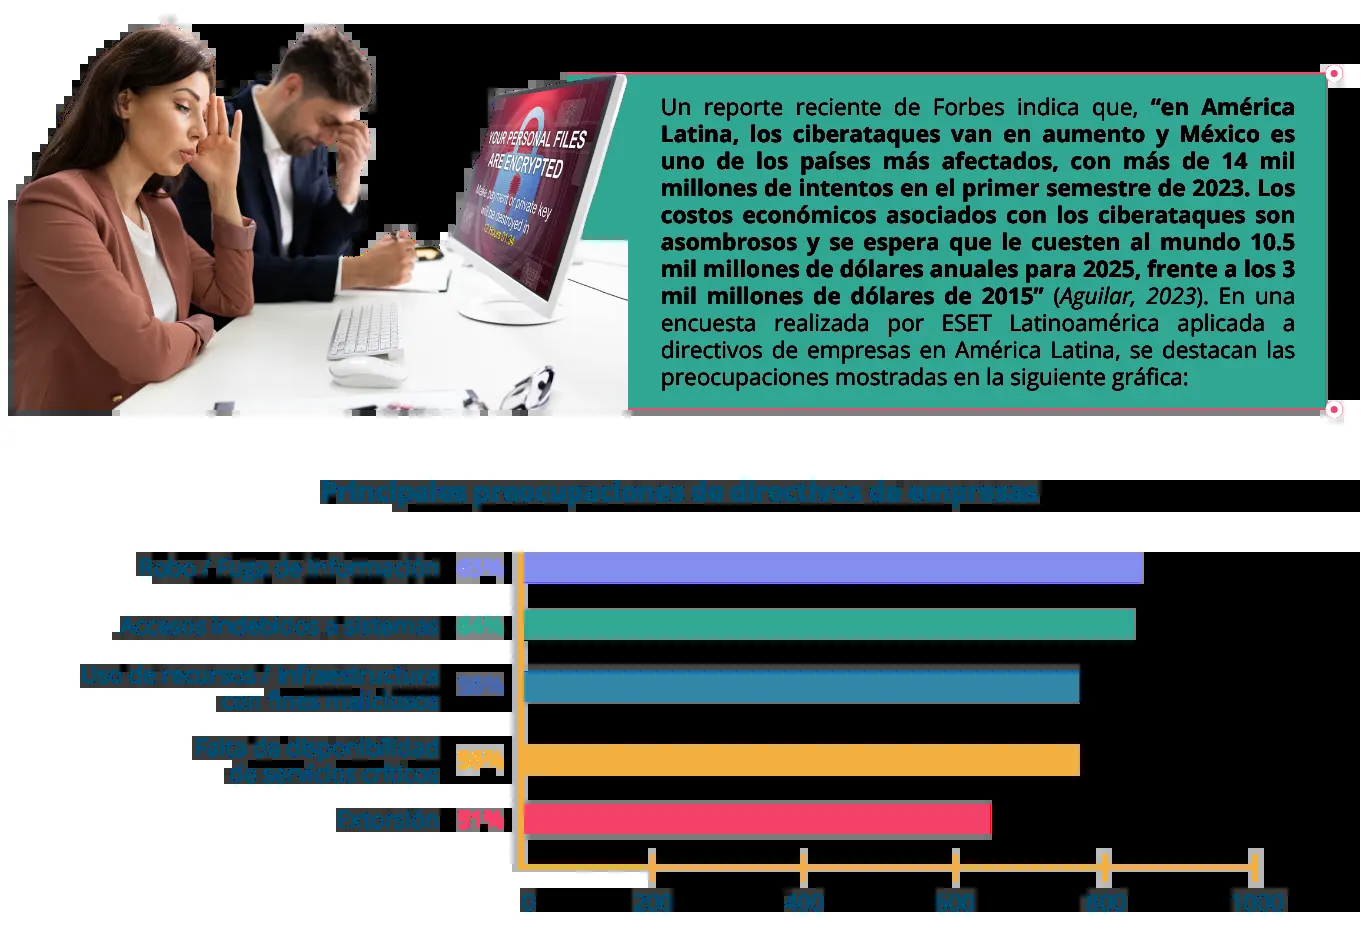 YOUR PERSONAL FILES
ARE ENCRYPTED
Make payment or private key
will be destroyed in
Un reporte reciente de Forbes indica que, “en América
Latina, los ciberataques van en aumento y México es
uno de los países más afectados, con más de 14 mil
millones de intentos en el primer semestre de 2023. Los
costos económicos asociados con los ciberataques son
asombrosos y se espera que le cuesten al mundo 10.5
mil millones de dólares anuales para 2025, frente a los 3
mil millones de dólares de 2015” (Aguilar, 2023). En una
encuesta realizada por ESET Latinoamérica aplicada a
directivos de empresas en América Latina, se destacan las
preocupaciones mostradas en la siguiente gráfica:
Principales preocupaciones de directivos de empresas
Robo / Fuga de información
Accesos indebidos a sistemas 64%
Uso de recursos / infraestructura
con fines maliciosos
Falta de disponibilidad
de servicios críticos
Extorsión 51%
0 200 400 600 800 1000